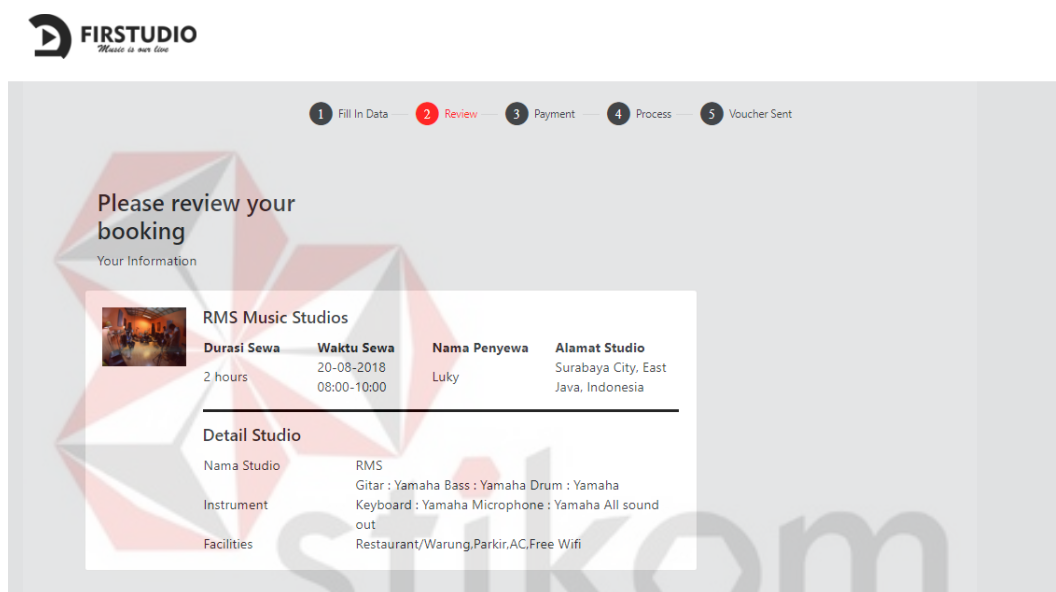 FIRSTUDIO
Music is our live
1 Fill In Data 2 Review 3 Payment 4 Process 5 Voucher Sent
Please review your
booking
Your Information
RMS Music Studios
Durasi Sewa Waktu Sewa Nama Penyewa Alamat Studio
2 hours 20-08-2018 08:00-10:00 Luky Surabaya City, East Java, Indonesia
Detail Studio
Nama Studio RMS
Instrument Gitar : Yamaha Bass : Yamaha Drum : Yamaha
Keyboard : Yamaha Microphone : Yamaha All sound
out
Facilities Restaurant/Warung,Parkir,AC,Free Wifi
stikom